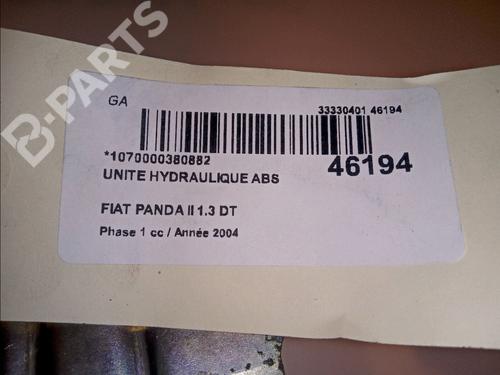 B-PARTS
GA
33330401 46194
*1070000380882
46194
UNITE HYDRAULIQUE ABS
FIAT PANDA II 1.3 DT
Phase 1 cc / Année 2004